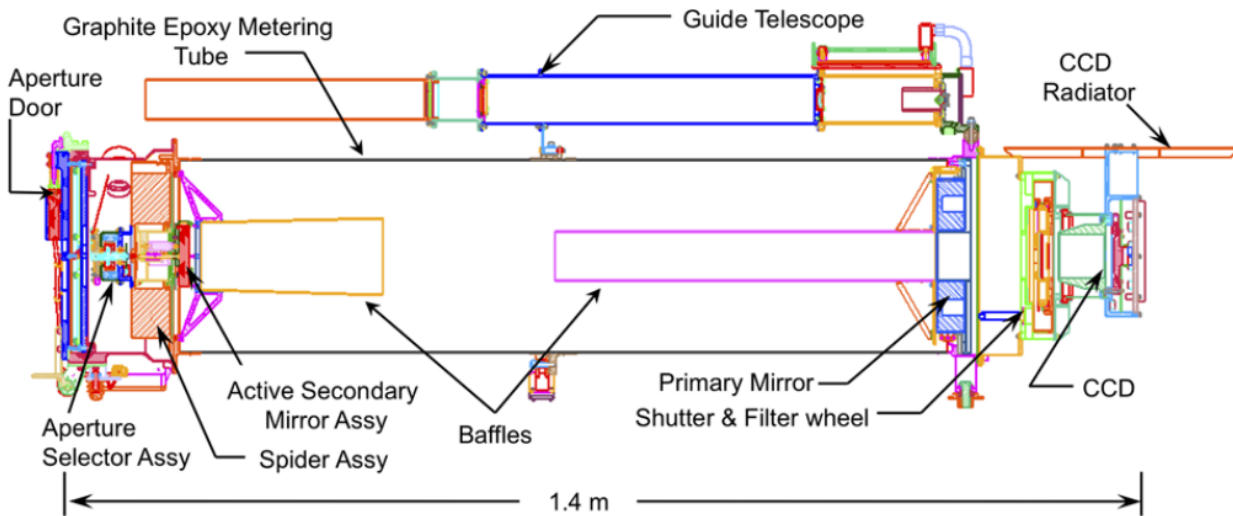 Graphite Epoxy Metering
Tube
Guide Telescope
Aperture
Door
CCD
Radiator
Active Secondary
Mirror Assy
Aperture
Selector Assy
Spider Assy
Baffles
Primary Mirror
Shutter & Filter wheel
CCD
1.4 m